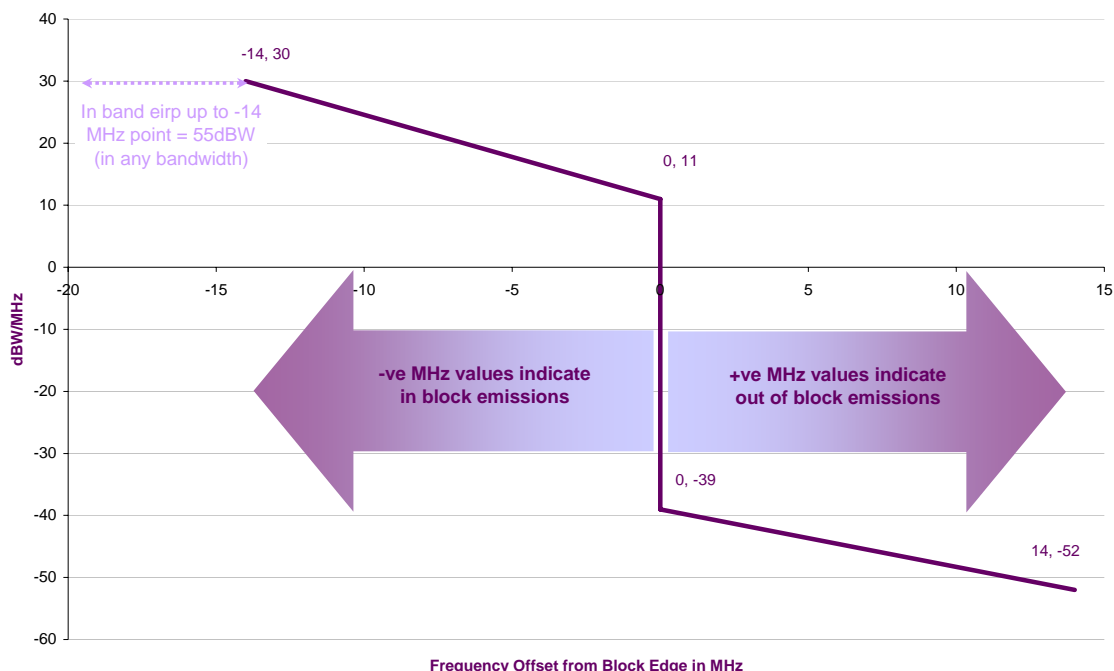 40
-14, 30
30
In band eirp up to -14
MHz point = 55dBW
(in any bandwidth)
20
0, 11
10
0
-20
-15
-10
-5
0
5
10
15
dBW/MHz
-10
-ve MHz values indicate
in block emissions
+ve MHz values indicate
out of block emissions
-20
-30
0, -39
-40
14, -52
-50
-60
Frequency Offset from Block Edge in MHz